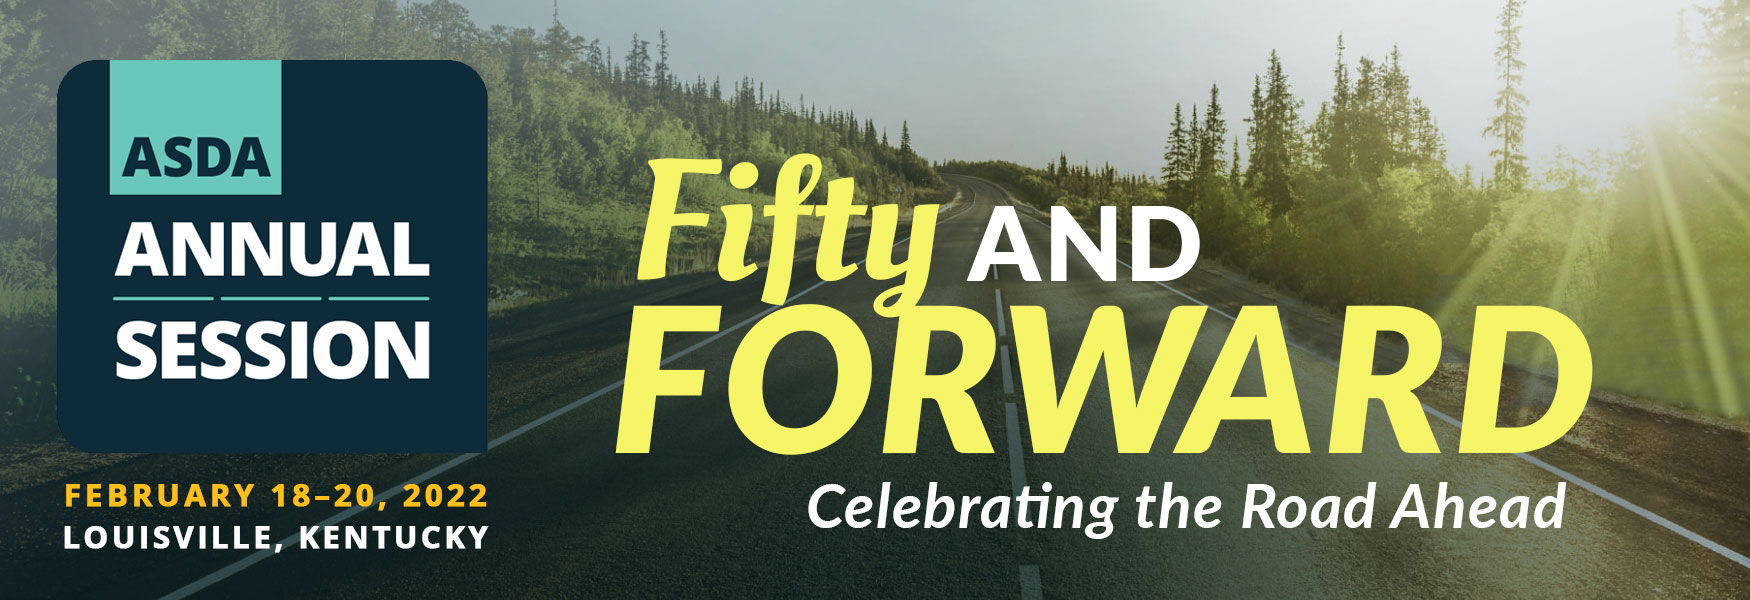 ASDA
ANNUAL
SESSION
FEBRUARY 18–20, 2022
LOUISVILLE, KENTUCKY
Fifty AND
FORWARD
Celebrating the Road Ahead